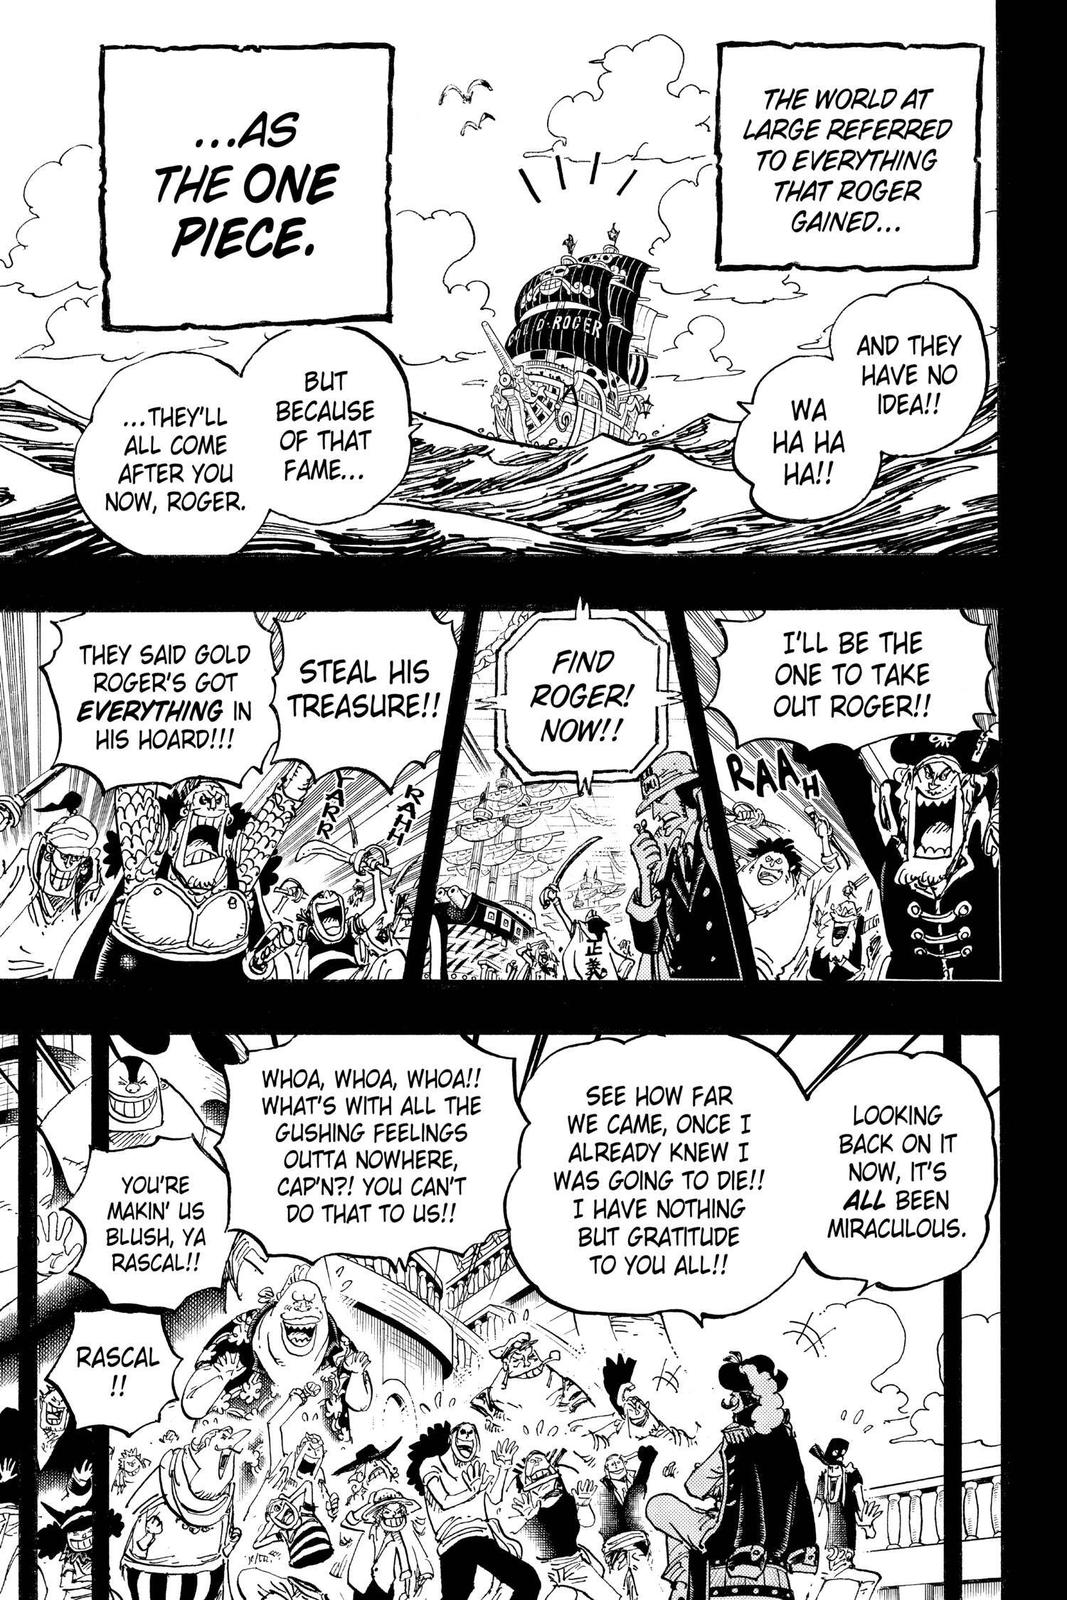 THE WORLD AT
LARGE REFERRED
TO EVERYTHING
THAT ROGER
GAINED...
...AS
THE ONE
PIECE.
AND THEY
HAVE NO
IDEA!!
WA
HA HA
HA!!
BUT
BECAUSE
OF THAT
FAME...
...THEY'LL
ALL COME
AFTER YOU
NOW, ROGER.
D·ROGER
I'LL BE THE
ONE TO TAKE
OUT ROGER!!
RAAH
FIND
ROGER!
NOW!!
正義
STEAL HIS
TREASURE!!
RAHH
YARR
THEY SAID GOLD
ROGER'S GOT
EVERYTHING IN
HIS HOARD!!!
LOOKING
BACK ON IT
NOW, IT'S
ALL BEEN
MIRACULOUS.
SEE HOW FAR
WE CAME, ONCE I
ALREADY KNEW I
WAS GOING TO DIE!!
I HAVE NOTHING
BUT GRATITUDE
TO YOU ALL!!
WHOA, WHOA, WHOA!!
WHAT'S WITH ALL THE
GUSHING FEELINGS
OUTTA NOWHERE,
CAP'N?! YOU CAN'T
DO THAT TO US!!
YOU'RE
MAKIN' US
BLUSH, YA
RASCAL!!
RASCAL
!!